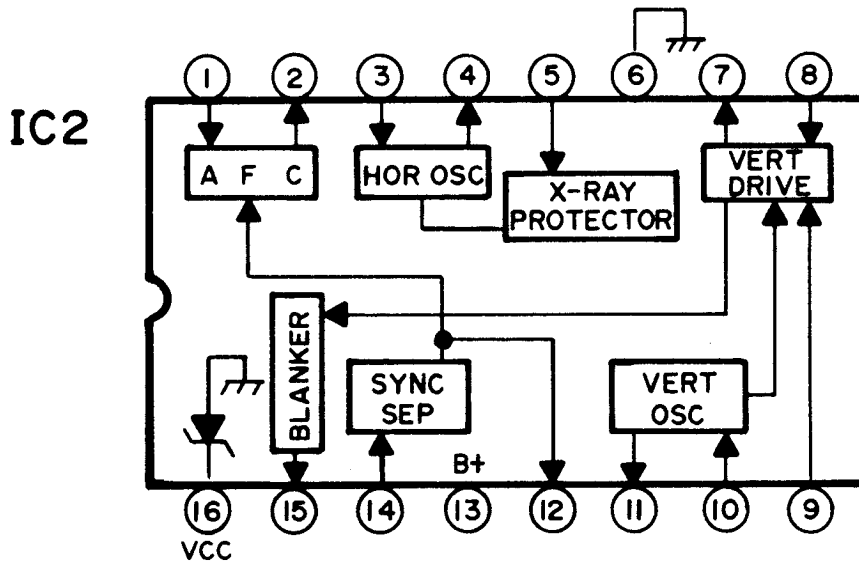 1 2 3 4 5 6 7 8
IC2
A F C
HOR OSC
X-RAY
PROTECTOR
VERT
DRIVE
BLANKER
SYNC
SEP
VERT
OSC
B+
16 15 14 13 12 11 10 9
VCC